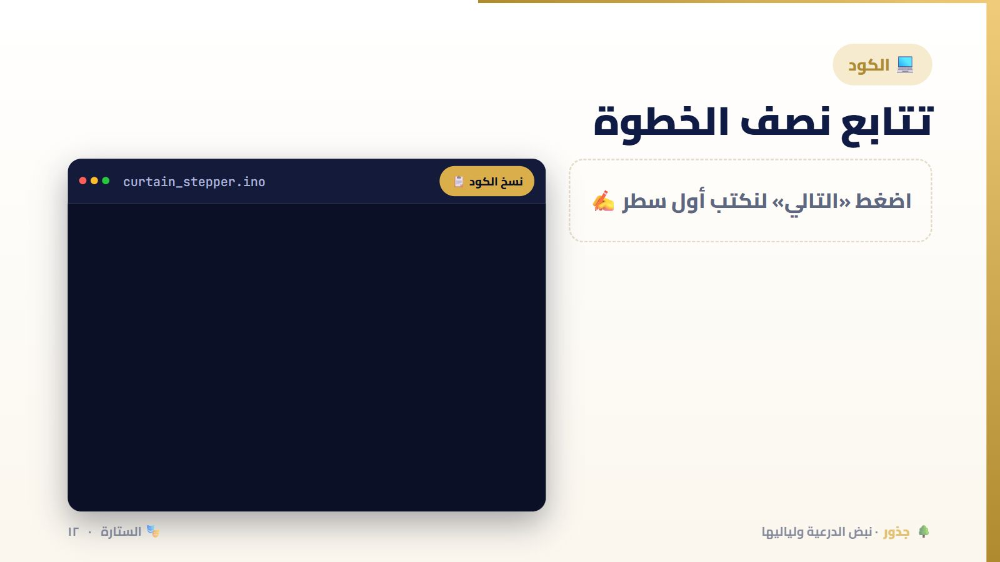 الكود
تتابع نصف الخطوة
اضغط «التالي» لنكتب أول سطر
curtain_stepper.ino
نسخ الكود
جذور · نبض الدرعية ولياليها
الستارة · ١٢